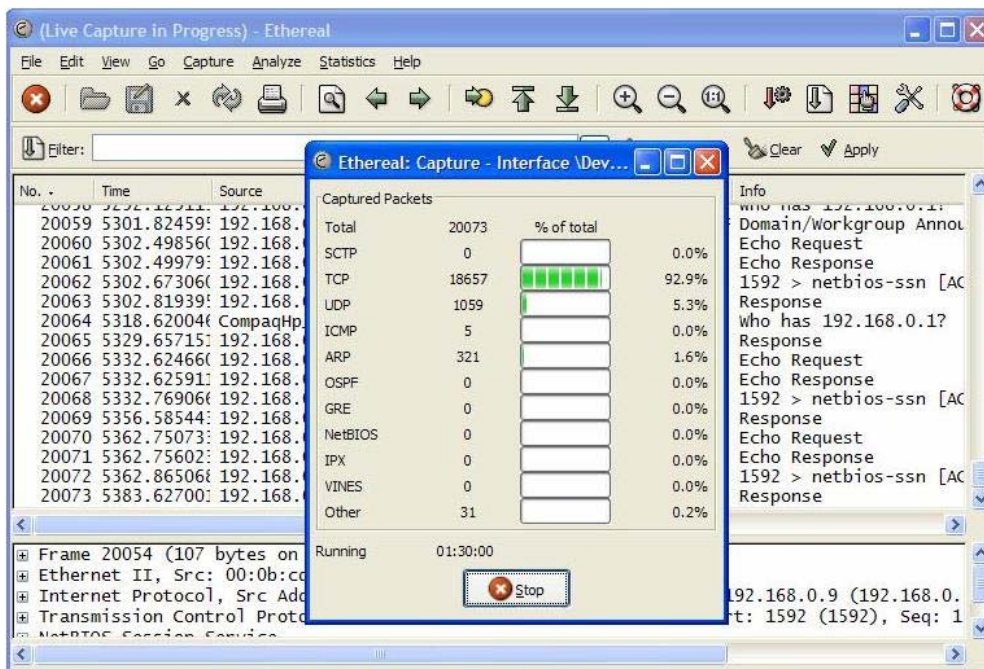 (Live Capture in Progress) - Ethereal
File Edit View Go Capture Analyze Statistics Help
Filter: Clear Apply
No. - Time Source Info
Who has 192.168.0.1?
20059 5301.82459 192.168. Domain/Workgroup Annou
20060 5302.49856 192.168. Echo Request
20061 5302.49979 192.168. Echo Response
20062 5302.67306 192.168. 1592 > netbios-ssn [AC
20063 5302.81939 192.168. Response
20064 5318.62004 CompaqHp_ Who has 192.168.0.1?
20065 5329.65715 192.168. Response
20066 5332.62466 192.168. Echo Request
20067 5332.62591 192.168. Echo Response
20068 5332.76906 192.168. 1592 > netbios-ssn [AC
20069 5356.58544 192.168. Response
20070 5362.75073 192.168. Echo Request
20071 5362.75602 192.168. Echo Response
20072 5362.86506 192.168. 1592 > netbios-ssn [AC
20073 5383.62700 192.168. Response
Ethereal: Capture - Interface \Dev...
Captured Packets
Total 20073 % of total
SCTP 0 0.0%
TCP 18657 92.9%
UDP 1059 5.3%
ICMP 5 0.0%
ARP 321 1.6%
OSPF 0 0.0%
GRE 0 0.0%
NetBIOS 0 0.0%
IPX 0 0.0%
VINES 0 0.0%
Other 31 0.2%
Running 01:30:00
Stop
Frame 20054 (107 bytes on
Ethernet II, Src: 00:0b:cd
Internet Protocol, Src Add 192.168.0.9 (192.168.0.
Transmission Control Proto rt: 1592 (1592), Seq: 1
NetBIOS Session Service